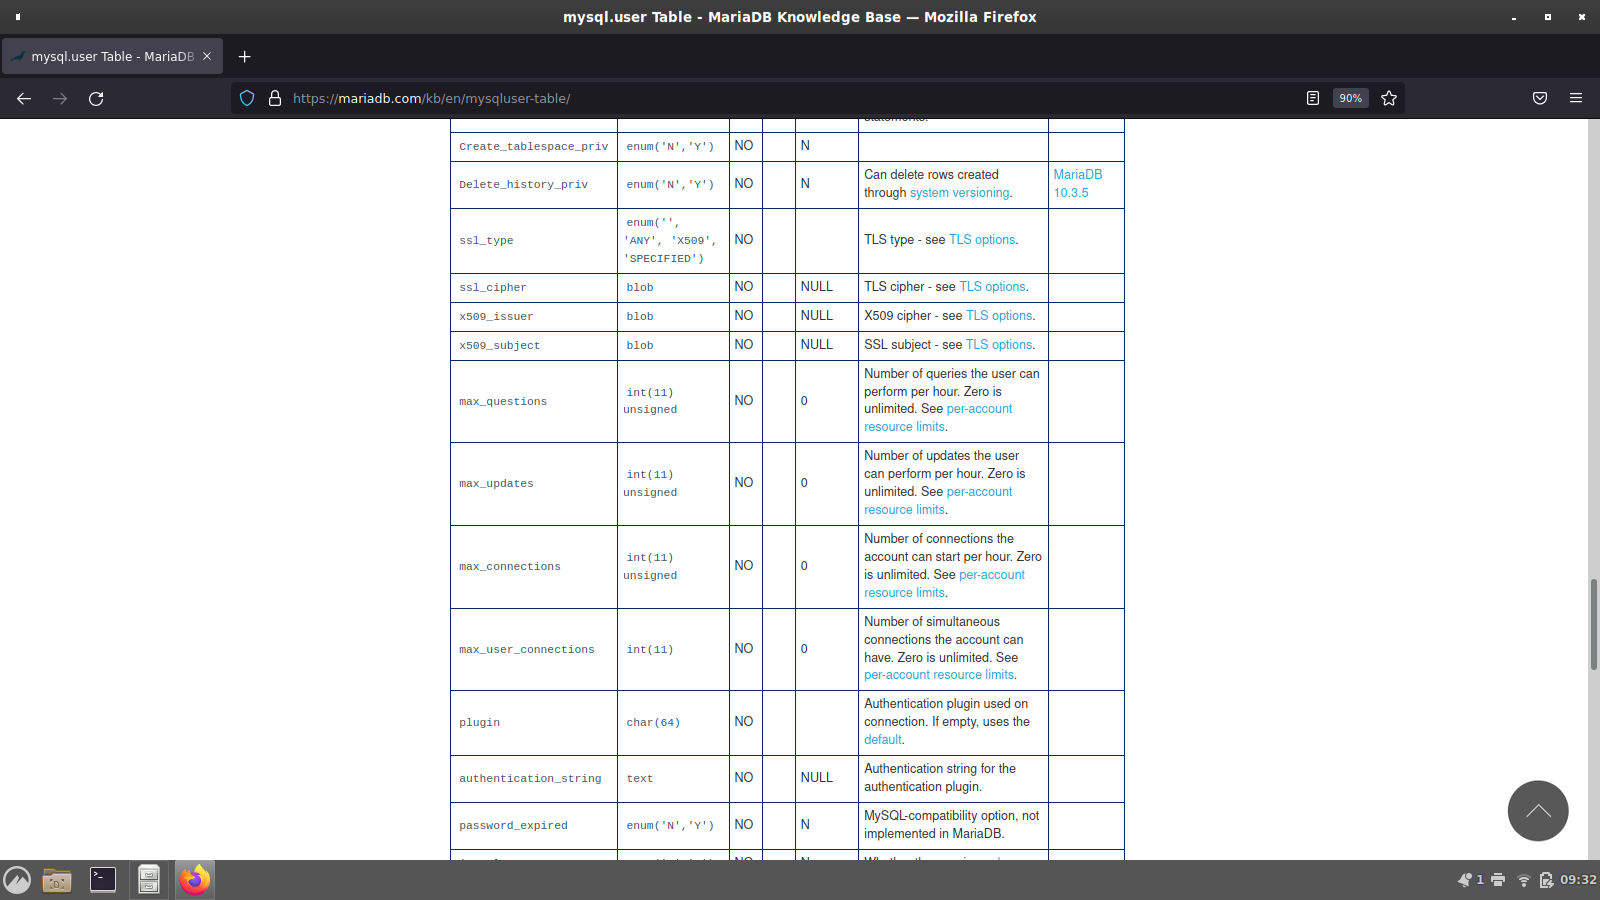 mysql.user Table - MariaDB Knowledge Base — Mozilla Firefox
mysql.user Table - MariaDB
https://mariadb.com/kb/en/mysqluser-table/
90%
statements.
Create_tablespace_priv enum('N','Y') NO N
Delete_history_priv enum('N','Y') NO N Can delete rows created through system versioning. MariaDB 10.3.5
ssl_type enum('', 'ANY', 'X509', 'SPECIFIED') NO TLS type - see TLS options.
ssl_cipher blob NO NULL TLS cipher - see TLS options.
x509_issuer blob NO NULL X509 cipher - see TLS options.
x509_subject blob NO NULL SSL subject - see TLS options.
max_questions int(11) unsigned NO 0 Number of queries the user can perform per hour. Zero is unlimited. See per-account resource limits.
max_updates int(11) unsigned NO 0 Number of updates the user can perform per hour. Zero is unlimited. See per-account resource limits.
max_connections int(11) unsigned NO 0 Number of connections the account can start per hour. Zero is unlimited. See per-account resource limits.
max_user_connections int(11) NO 0 Number of simultaneous connections the account can have. Zero is unlimited. See per-account resource limits.
plugin char(64) NO Authentication plugin used on connection. If empty, uses the default.
authentication_string text NO NULL Authentication string for the authentication plugin.
password_expired enum('N','Y') NO N MySQL-compatibility option, not implemented in MariaDB.
1
09:32